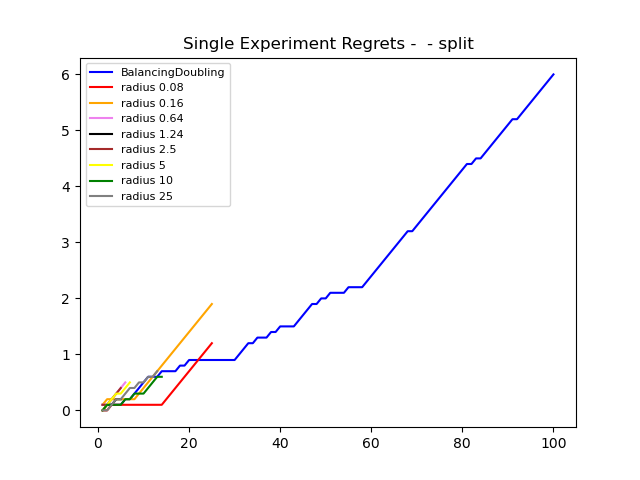 Single Experiment Regrets -  - split
BalancingDoubling
radius 0.08
radius 0.16
radius 0.64
radius 1.24
radius 2.5
radius 5
radius 10
radius 25
6
5
4
3
2
1
0
0 20 40 60 80 100